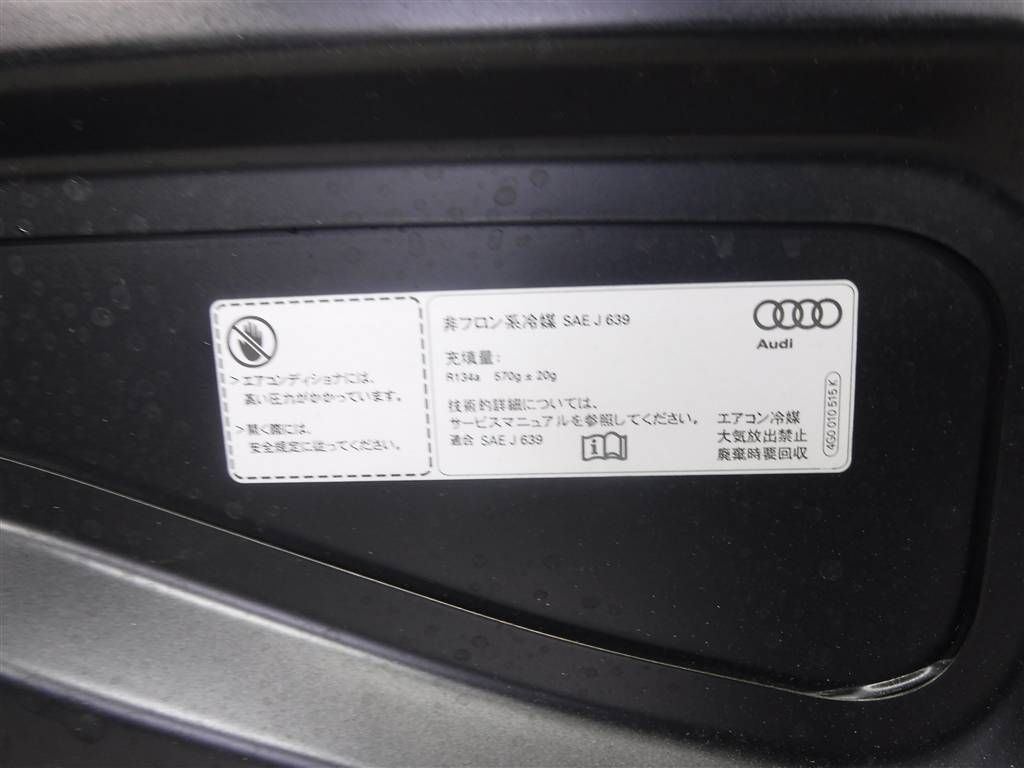 > エアコンディショナには、
高い圧力がかかっています。
> 開く際には、
安全規定に従ってください。
非フロン系冷媒 SAE J 639
充填量:
R134a 570g ± 20g
技術的詳細については、
サービスマニュアルを参照してください。
適合 SAE J 639
Audi
エアコン冷媒
大気放出禁止
廃棄時要回収
4G0 010 515 K